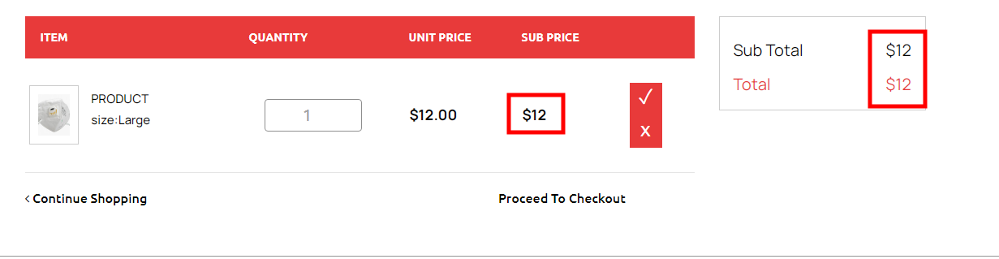 ITEM QUANTITY UNIT PRICE SUB PRICE
PRODUCT
size:Large
1 $12.00 $12
✓
x
‹ Continue Shopping Proceed To Checkout
Sub Total $12
Total $12